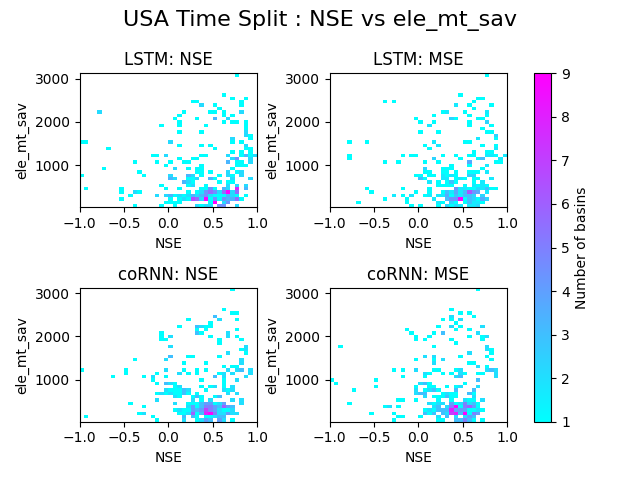 USA Time Split : NSE vs ele_mt_sav
LSTM: NSE
LSTM: MSE
ele_mt_sav
3000
2000
1000
−1.0 −0.5 0.0 0.5 1.0
NSE
ele_mt_sav
3000
2000
1000
−1.0 −0.5 0.0 0.5 1.0
NSE
coRNN: NSE
coRNN: MSE
ele_mt_sav
3000
2000
1000
−1.0 −0.5 0.0 0.5 1.0
NSE
ele_mt_sav
3000
2000
1000
−1.0 −0.5 0.0 0.5 1.0
NSE
9
8
7
6
5
4
3
2
1
Number of basins